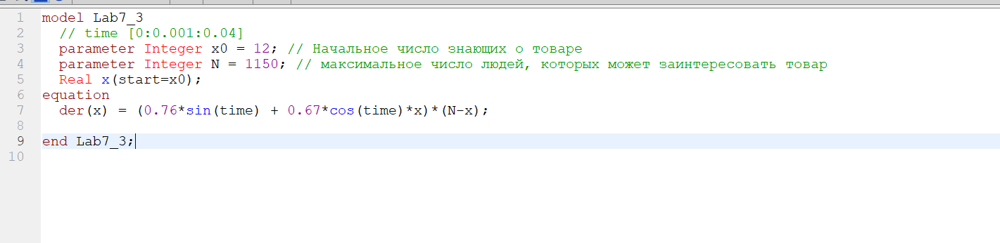 1 model Lab7_3
2 // time [0:0.001:0.04]
3 parameter Integer x0 = 12; // Начальное число знающих о товаре
4 parameter Integer N = 1150; // максимальное число людей, которых может заинтересовать товар
5 Real x(start=x0);
6 equation
7 der(x) = (0.76*sin(time) + 0.67*cos(time)*x)*(N-x);
8
9 end Lab7_3;
10